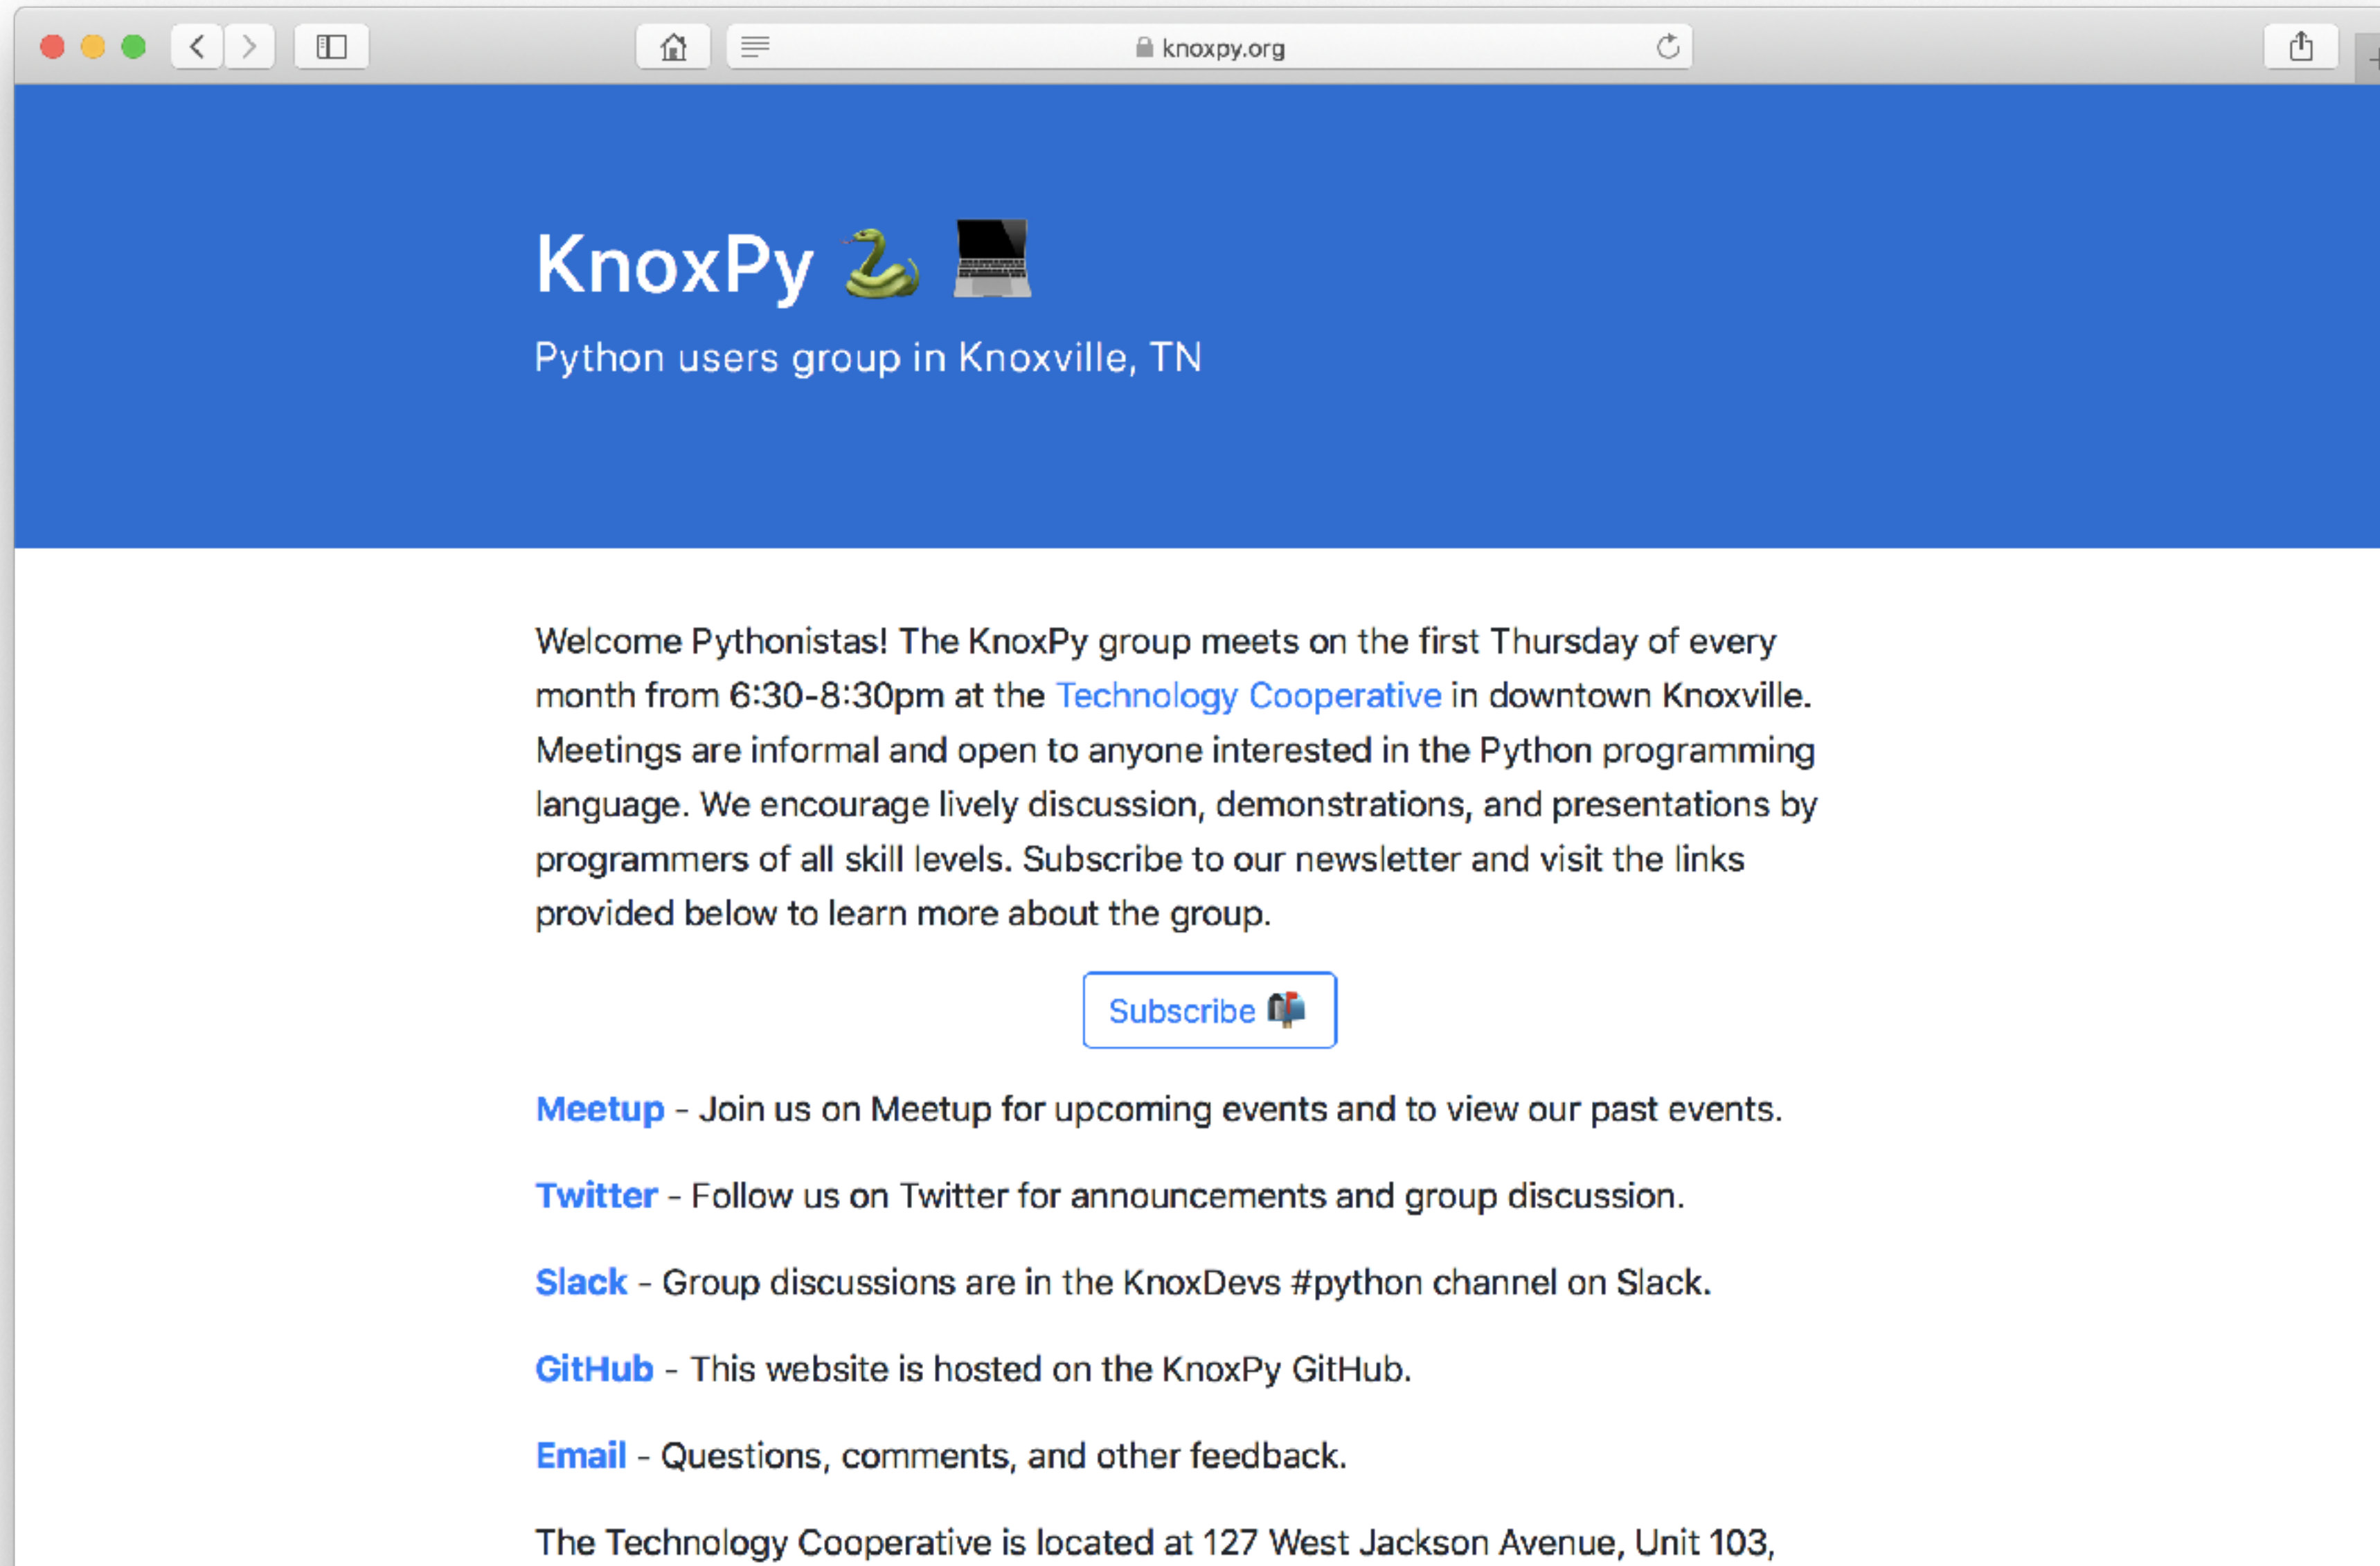 knoxpy.org
KnoxPy 🐍 💻
Python users group in Knoxville, TN
Welcome Pythonistas! The KnoxPy group meets on the first Thursday of every
month from 6:30-8:30pm at the Technology Cooperative in downtown Knoxville.
Meetings are informal and open to anyone interested in the Python programming
language. We encourage lively discussion, demonstrations, and presentations by
programmers of all skill levels. Subscribe to our newsletter and visit the links
provided below to learn more about the group.
Subscribe 📬
Meetup - Join us on Meetup for upcoming events and to view our past events.
Twitter - Follow us on Twitter for announcements and group discussion.
Slack - Group discussions are in the KnoxDevs #python channel on Slack.
GitHub - This website is hosted on the KnoxPy GitHub.
Email - Questions, comments, and other feedback.
The Technology Cooperative is located at 127 West Jackson Avenue, Unit 103,